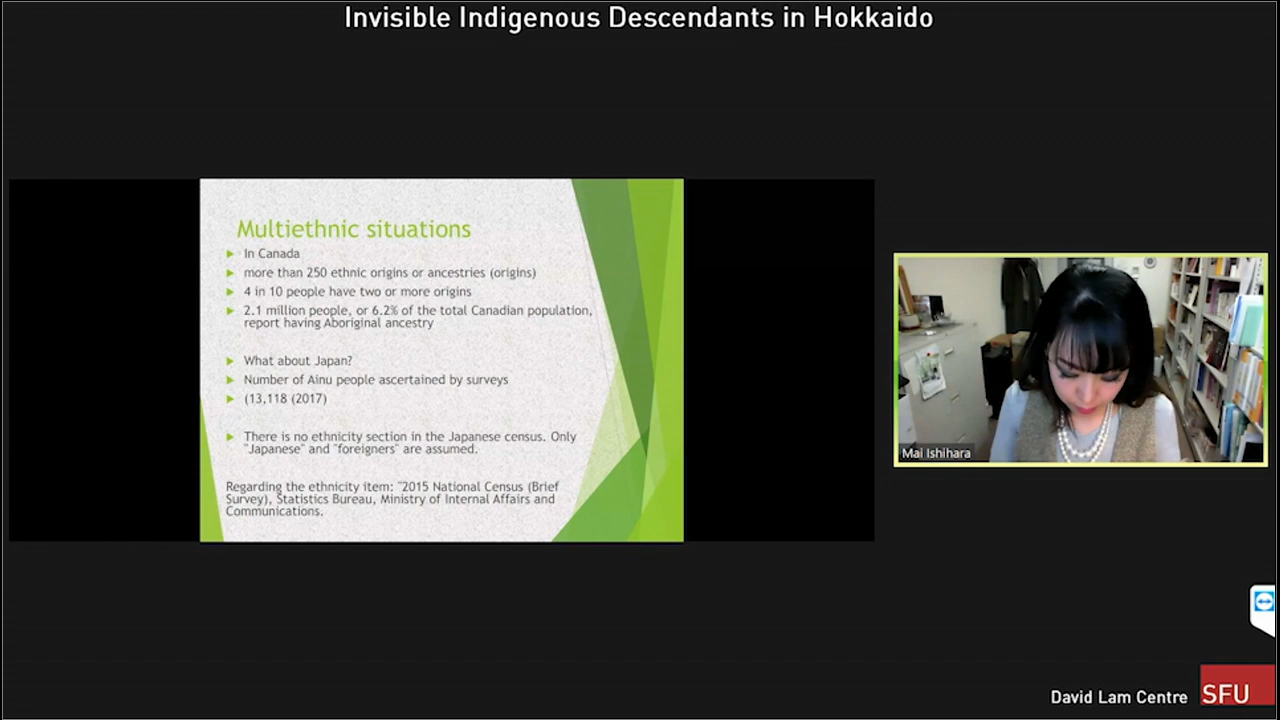 Invisible Indigenous Descendants in Hokkaido
Multiethnic situations
In Canada
more than 250 ethnic origins or ancestries (origins)
4 in 10 people have two or more origins
2.1 million people, or 6.2% of the total Canadian population,
report having Aboriginal ancestry
What about Japan?
Number of Ainu people ascertained by surveys
(13,118 (2017)
There is no ethnicity section in the Japanese census. Only
"Japanese" and "foreigners" are assumed.
Regarding the ethnicity item: "2015 National Census (Brief
Survey), Statistics Bureau, Ministry of Internal Affairs and
Communications.
Mai Ishihara
David Lam Centre
SFU